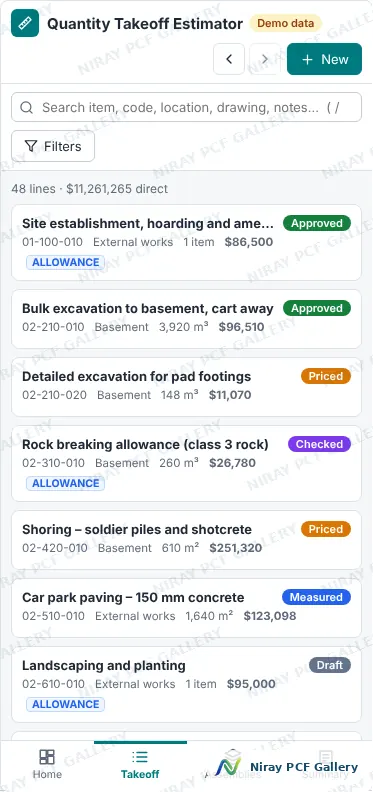 Quantity Takeoff Estimator Demo data
New
Search item, code, location, drawing, notes… ( /
Filters
48 lines · $11,261,265 direct
Site establishment, hoarding and ame… Approved
01-100-010 External works 1 item $86,500
ALLOWANCE
Bulk excavation to basement, cart away Approved
02-210-010 Basement 3,920 m³ $96,510
Detailed excavation for pad footings Priced
02-210-020 Basement 148 m³ $11,070
Rock breaking allowance (class 3 rock) Checked
02-310-010 Basement 260 m³ $26,780
ALLOWANCE
Shoring – soldier piles and shotcrete Priced
02-420-010 Basement 610 m² $251,320
Car park paving – 150 mm concrete Measured
02-510-010 External works 1,640 m² $123,098
Landscaping and planting Draft
02-610-010 External works 1 item $95,000
ALLOWANCE
Home Takeoff Summary
Niray PCF Gallery
NIRAY PCF GALLERY